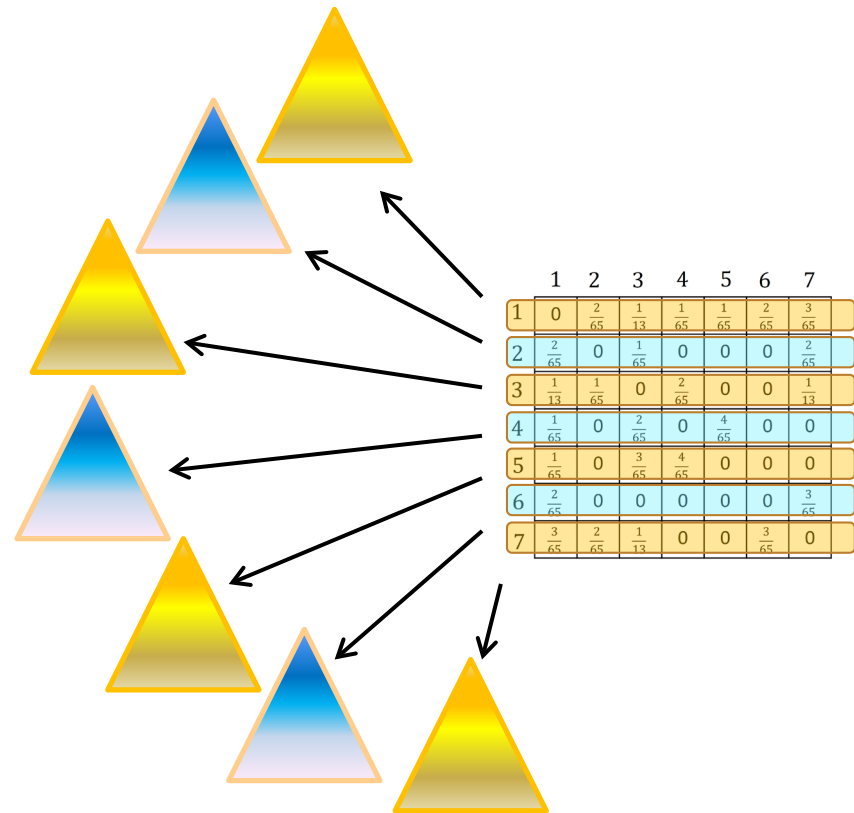 1 2 3 4 5 6 7
1 0 2/65 1/13 1/65 1/65 2/65 3/65
2 2/65 0 1/65 0 0 0 2/65
3 1/13 1/65 0 2/65 0 0 1/13
4 1/65 0 2/65 0 4/65 0 0
5 1/65 0 3/65 4/65 0 0 0
6 2/65 0 0 0 0 0 3/65
7 3/65 2/65 1/13 0 0 3/65 0